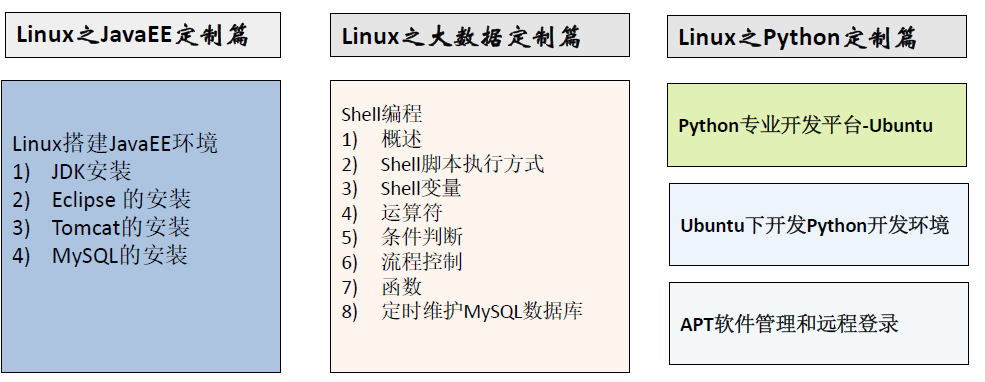 Linux之JavaEE定制篇
Linux搭建JavaEE环境
1) JDK安装
2) Eclipse 的安装
3) Tomcat的安装
4) MySQL的安装
Linux之大数据定制篇
Shell编程
1) 概述
2) Shell脚本执行方式
3) Shell变量
4) 运算符
5) 条件判断
6) 流程控制
7) 函数
8) 定时维护MySQL数据库
Linux之Python定制篇
Python专业开发平台-Ubuntu
Ubuntu下开发Python开发环境
APT软件管理和远程登录